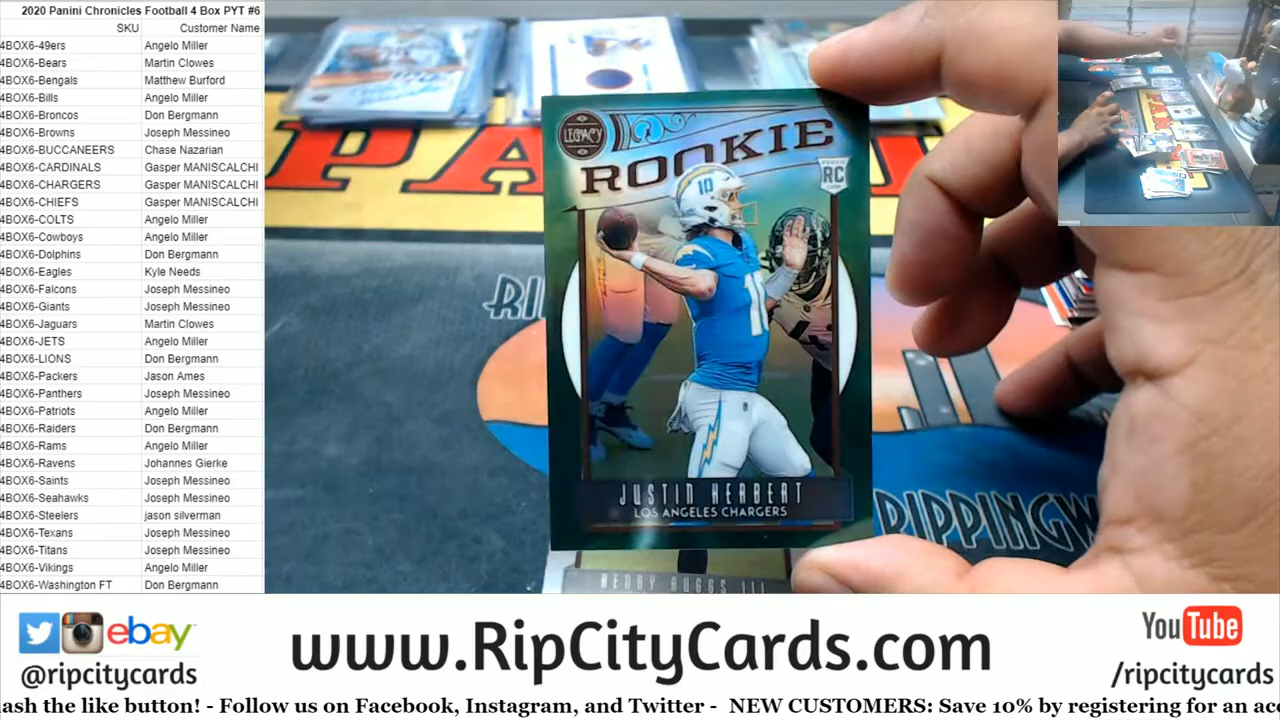 2020 Panini Chronicles Football 4 Box PYT #6
SKU Customer Name
4BOX6-49ers Angelo Miller
4BOX6-Bears Martin Clowes
4BOX6-Bengals Matthew Burford
4BOX6-Bills Angelo Miller
4BOX6-Broncos Don Bergmann
4BOX6-Browns Joseph Messineo
4BOX6-BUCCANEERS Chase Nazarian
4BOX6-CARDINALS Gasper MANISCALCHI
4BOX6-CHARGERS Gasper MANISCALCHI
4BOX6-CHIEFS Gasper MANISCALCHI
4BOX6-COLTS Angelo Miller
4BOX6-Cowboys Angelo Miller
4BOX6-Dolphins Don Bergmann
4BOX6-Eagles Kyle Needs
4BOX6-Falcons Joseph Messineo
4BOX6-Giants Joseph Messineo
4BOX6-Jaguars Martin Clowes
4BOX6-JETS Angelo Miller
4BOX6-LIONS Don Bergmann
4BOX6-Packers Jason Ames
4BOX6-Panthers Joseph Messineo
4BOX6-Patriots Angelo Miller
4BOX6-Raiders Don Bergmann
4BOX6-Rams Angelo Miller
4BOX6-Ravens Johannes Gierke
4BOX6-Saints Joseph Messineo
4BOX6-Seahawks Joseph Messineo
4BOX6-Steelers jason silverman
4BOX6-Texans Joseph Messineo
4BOX6-Titans Joseph Messineo
4BOX6-Vikings Angelo Miller
4BOX6-Washington FT Don Bergmann
PA
LEGACY
ROOKIE
RC
10
10
JUSTIN HERBERT
LOS ANGELES CHARGERS
HENRY RUGGS III
RI
RIPPINGW
ebay
@ripcitycards
www.RipCityCards.com
YouTube
/ripcitycards
ash the like button! - Follow us on Facebook, Instagram, and Twitter - NEW CUSTOMERS: Save 10% by registering for an acc